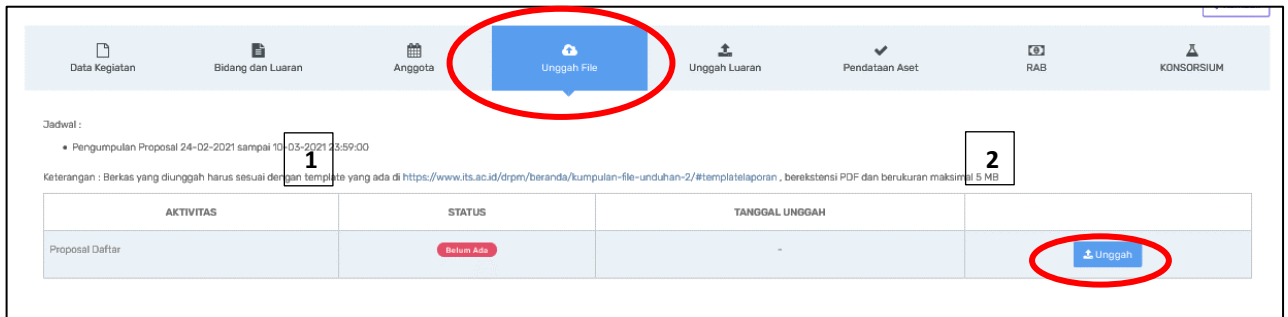 Data Kegiatan
Bidang dan Luaran
Anggota
Unggah File
Unggah Luaran
Pendataan Aset
RAB
KONSORSIUM
Jadwal :
• Pengumpulan Proposal 24-02-2021 sampai 10-03-2021 23:59:00
1
2
Keterangan : Berkas yang diunggah harus sesuai dengan template yang ada di https://www.its.ac.id/drpm/beranda/kumpulan-file-unduhan-2/#templatelaporan , berekstensi PDF dan berukuran maksimal 5 MB
AKTIVITAS STATUS TANGGAL UNGGAH
Proposal Daftar Belum Ada - Unggah